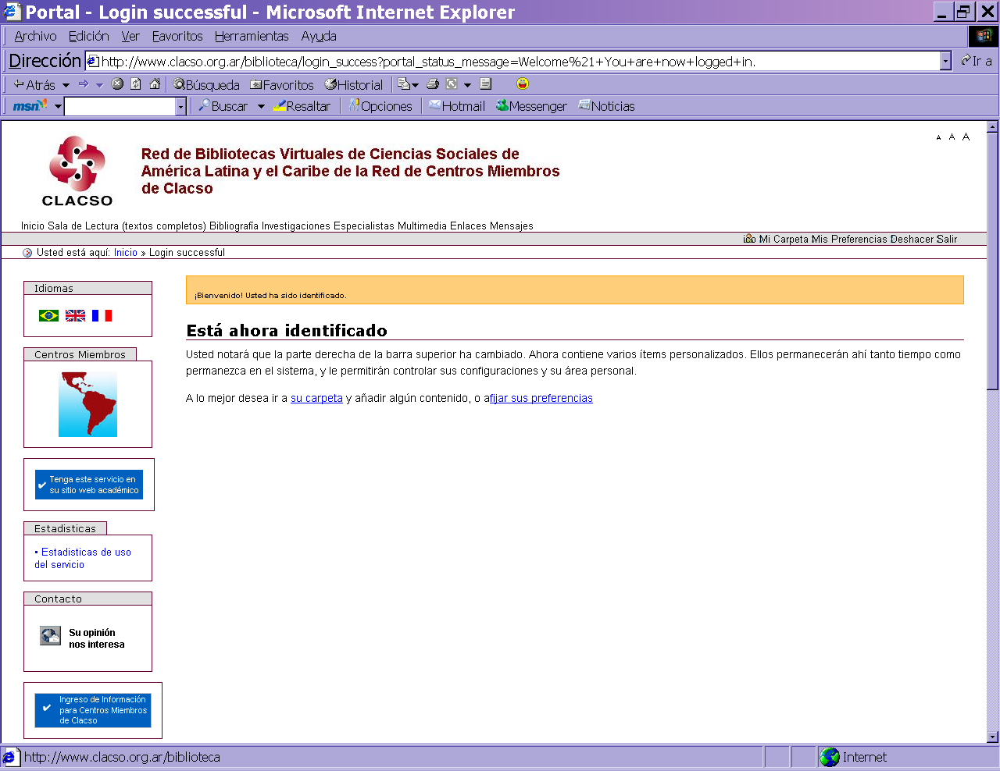 Portal - Login successful - Microsoft Internet Explorer
Archivo Edición Ver Favoritos Herramientas Ayuda
Dirección http://www.clacso.org.ar/biblioteca/login_success?portal_status_message=Welcome%21+You+are+now+logged+in. Ir a
Atrás Búsqueda Favoritos Historial
msn Buscar Resaltar Opciones Hotmail Messenger Noticias
A A A
CLACSO
Red de Bibliotecas Virtuales de Ciencias Sociales de
América Latina y el Caribe de la Red de Centros Miembros
de Clacso
Inicio Sala de Lectura (textos completos) Bibliografía Investigaciones Especialistas Multimedia Enlaces Mensajes
Mi Carpeta Mis Preferencias Deshacer Salir
Usted está aquí: Inicio » Login successful
Idiomas
Centros Miembros
Tenga este servicio en
su sitio web académico
Estadisticas
• Estadisticas de uso
del servicio
Contacto
Su opinión
nos interesa
Ingreso de Información
para Centros Miembros
de Clacso
¡Bienvenido! Usted ha sido identificado.
Está ahora identificado
Usted notará que la parte derecha de la barra superior ha cambiado. Ahora contiene varios ítems personalizados. Ellos permanecerán ahí tanto tiempo como
permanezca en el sistema, y le permitirán controlar sus configuraciones y su área personal.
A lo mejor desea ir a su carpeta y añadir algún contenido, o afijar sus preferencias
http://www.clacso.org.ar/biblioteca Internet